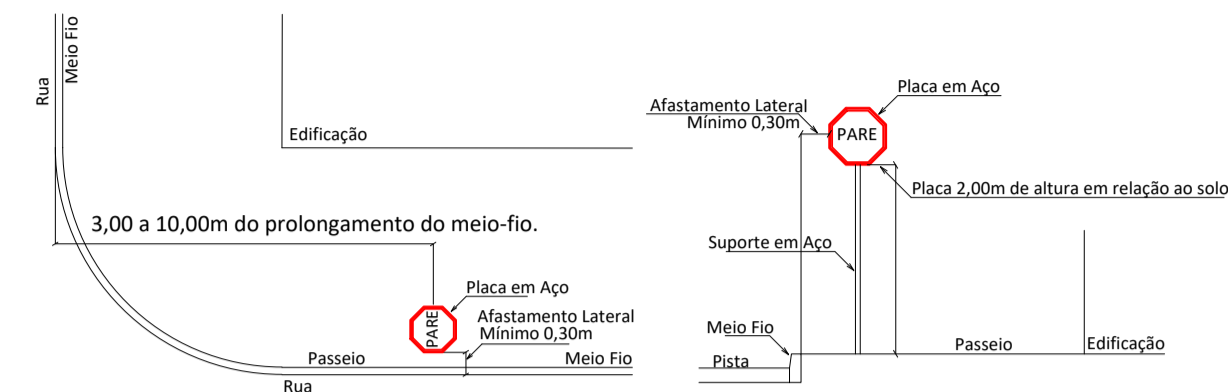 Rua
Meio Fio
Edificação
3,00 a 10,00m do prolongamento do meio-fio.
Placa em Aço
PARE
Afastamento Lateral
Mínimo 0,30m
Passeio
Meio Fio
Rua
Placa em Aço
Afastamento Lateral
Mínimo 0,30m
PARE
Placa 2,00m de altura em relação ao solo
Suporte em Aço
Meio Fio
Pista
Passeio
Edificação